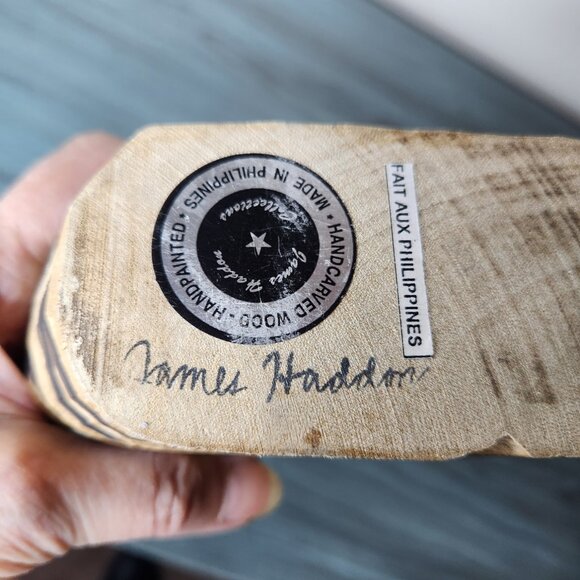 HANDCARVED WOOD • HANDPAINTED • MADE IN PHILIPPINES •
James Haddon
Collections
FAIT AUX PHILIPPINES
James Haddon